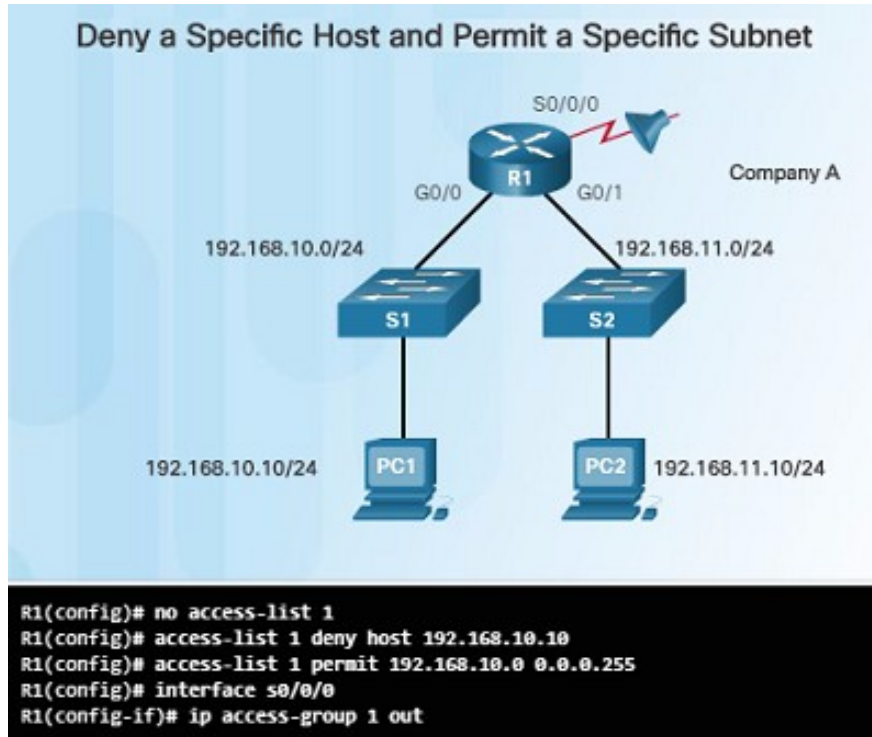 Deny a Specific Host and Permit a Specific Subnet
S0/0/0
R1
Company A
G0/0
G0/1
192.168.10.0/24
192.168.11.0/24
S1
S2
192.168.10.10/24
PC1
PC2
192.168.11.10/24
R1(config)# no access-list 1
R1(config)# access-list 1 deny host 192.168.10.10
R1(config)# access-list 1 permit 192.168.10.0 0.0.0.255
R1(config)# interface s0/0/0
R1(config-if)# ip access-group 1 out